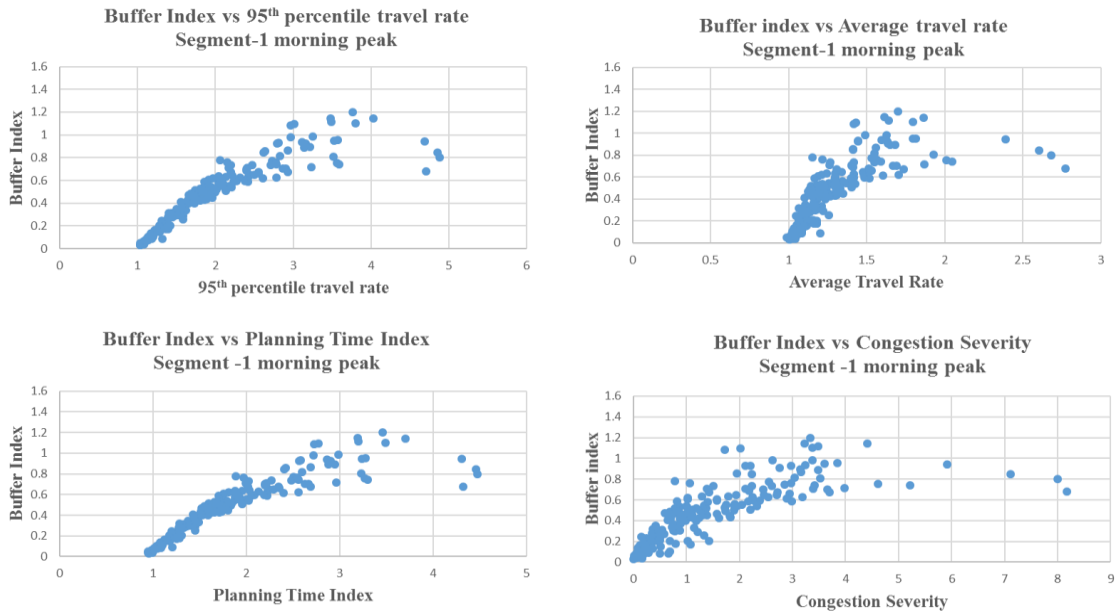 Buffer Index vs 95th percentile travel rate
Segment-1 morning peak
1.6
1.4
1.2
1
0.8
0.6
0.4
0.2
0
Buffer Index
0 1 2 3 4 5 6
95th percentile travel rate
Buffer index vs Average travel rate
Segment-1 morning peak
1.6
1.4
1.2
1
0.8
0.6
0.4
0.2
0
Buffer Index
0 0.5 1 1.5 2 2.5 3
Average Travel Rate
Buffer Index vs Planning Time Index
Segment -1 morning peak
1.6
1.4
1.2
1
0.8
0.6
0.4
0.2
0
Buffer Index
0 1 2 3 4 5
Planning Time Index
Buffer Index vs Congestion Severity
Segment -1 morning peak
1.6
1.4
1.2
1
0.8
0.6
0.4
0.2
0
Buffer index
0 1 2 3 4 5 6 7 8 9
Congestion Severity